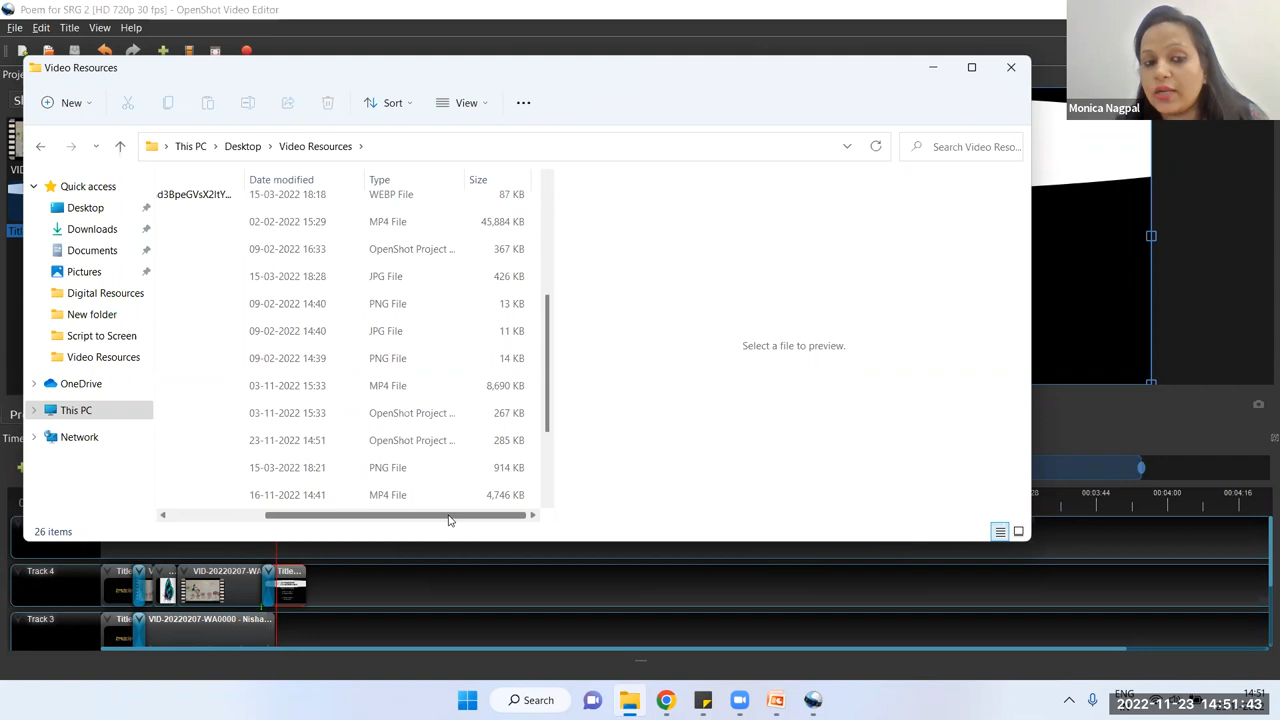 Poem for SRG 2 [HD 720p 30 fps] - OpenShot Video Editor
File Edit Title View Help
Video Resources
New Sort View
This PC Desktop Video Resources
Search Video Reso...
Quick access
Desktop
Downloads
Documents
Pictures
Digital Resources
New folder
Script to Screen
Video Resources
OneDrive
This PC
Network
Date modified Type Size
d3BpeGVsX2ltY... 15-03-2022 18:18 WEBP File 87 KB
02-02-2022 15:29 MP4 File 45,884 KB
09-02-2022 16:33 OpenShot Project ... 367 KB
15-03-2022 18:28 JPG File 426 KB
09-02-2022 14:40 PNG File 13 KB
09-02-2022 14:40 JPG File 11 KB
09-02-2022 14:39 PNG File 14 KB
03-11-2022 15:33 MP4 File 8,690 KB
03-11-2022 15:33 OpenShot Project ... 267 KB
23-11-2022 14:51 OpenShot Project ... 285 KB
15-03-2022 18:21 PNG File 914 KB
16-11-2022 14:41 MP4 File 4,746 KB
Select a file to preview.
26 items
Monica Nagpal
00:03:44 00:04:00 00:04:16
Track 4
Title
VID-20220207-WA
Title...
Track 3
Title
VID-20220207-WA0000 - Nisha...
Search
ENG
14:51
2022-11-23 14:51:43